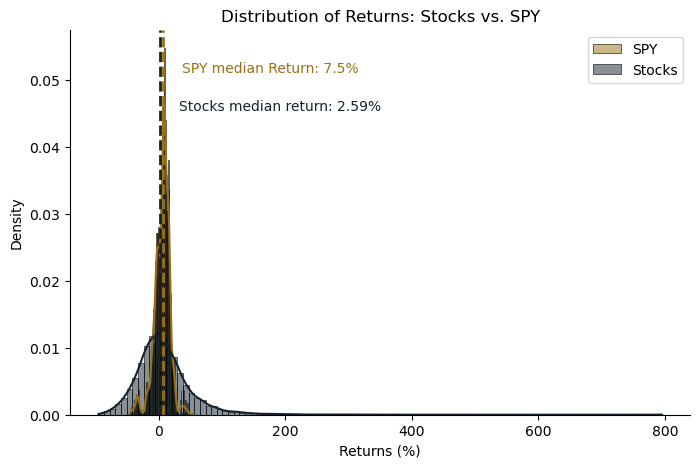 Distribution of Returns: Stocks vs. SPY
SPY
Stocks
SPY median Return: 7.5%
Stocks median return: 2.59%
Density
0.05
0.04
0.03
0.02
0.01
0.00
0
200
400
600
800
Returns (%)